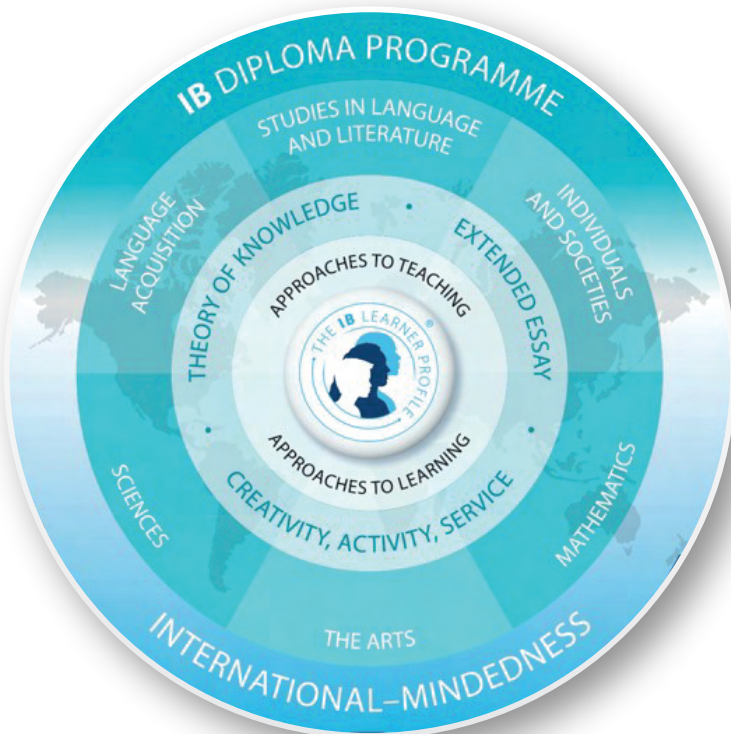 IB DIPLOMA PROGRAMME
STUDIES IN LANGUAGE
AND LITERATURE
LANGUAGE
ACQUISITION
INDIVIDUALS
AND SOCIETIES
THEORY OF KNOWLEDGE
•
EXTENDED ESSAY
APPROACHES TO TEACHING
THE IB LEARNER PROFILE
®
APPROACHES TO LEARNING
•
CREATIVITY, ACTIVITY, SERVICE
•
SCIENCES
MATHEMATICS
THE ARTS
INTERNATIONAL–MINDEDNESS